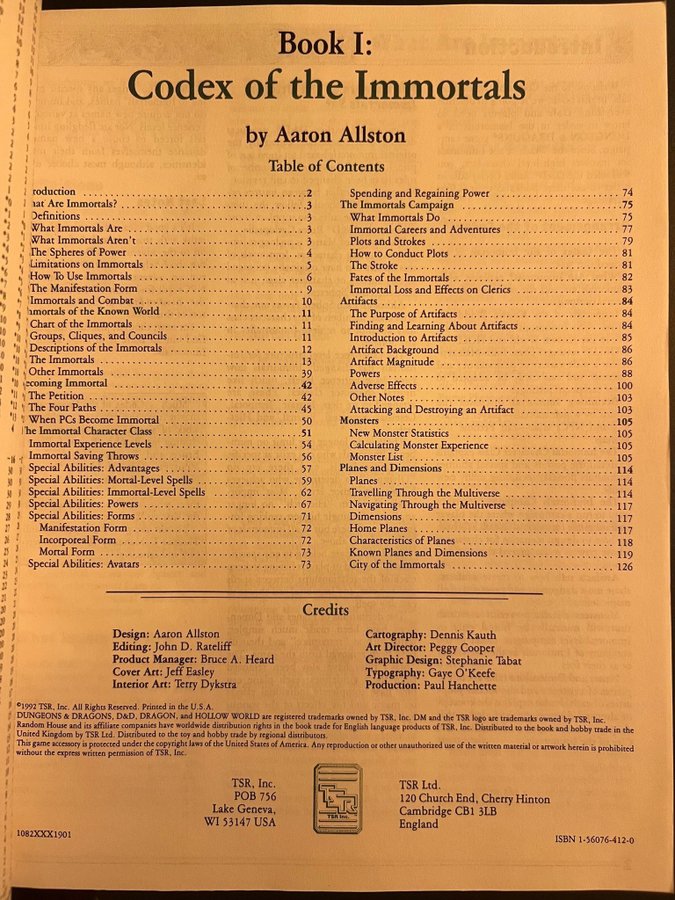 Book I:
Codex of the Immortals
by Aaron Allston
Table of Contents
roduction . . . . . 2
hat Are Immortals? . . . . . 3
Definitions . . . . . 3
What Immortals Are . . . . . 3
What Immortals Aren't . . . . . 3
The Spheres of Power . . . . . 4
Limitations on Immortals . . . . . 5
How To Use Immortals . . . . . 6
The Manifestation Form . . . . . 9
Immortals and Combat . . . . . 10
mmortals of the Known World . . . . . 11
Chart of the Immortals . . . . . 11
Groups, Cliques, and Councils . . . . . 11
Descriptions of the Immortals . . . . . 12
The Immortals . . . . . 13
Other Immortals . . . . . 39
ecoming Immortal . . . . . 42
The Petition . . . . . 42
The Four Paths . . . . . 45
When PCs Become Immortal . . . . . 50
The Immortal Character Class . . . . . 51
Immortal Experience Levels . . . . . 54
Immortal Saving Throws . . . . . 56
Special Abilities: Advantages . . . . . 57
Special Abilities: Mortal-Level Spells . . . . . 59
Special Abilities: Immortal-Level Spells . . . . . 62
Special Abilities: Powers . . . . . 67
Special Abilities: Forms . . . . . 71
Manifestation Form . . . . . 72
Incorporeal Form . . . . . 72
Mortal Form . . . . . 73
Special Abilities: Avatars . . . . . 73
Spending and Regaining Power . . . . . 74
The Immortals Campaign . . . . . 75
What Immortals Do . . . . . 75
Immortal Careers and Adventures . . . . . 77
Plots and Strokes . . . . . 79
How to Conduct Plots . . . . . 81
The Stroke . . . . . 81
Fates of the Immortals . . . . . 82
Immortal Loss and Effects on Clerics . . . . . 83
Artifacts . . . . . 84
The Purpose of Artifacts . . . . . 84
Finding and Learning About Artifacts . . . . . 84
Introduction to Artifacts . . . . . 85
Artifact Background . . . . . 86
Artifact Magnitude . . . . . 86
Powers . . . . . 88
Adverse Effects . . . . . 100
Other Notes . . . . . 103
Attacking and Destroying an Artifact . . . . . 103
Monsters . . . . . 105
New Monster Statistics . . . . . 105
Calculating Monster Experience . . . . . 105
Monster List . . . . . 105
Planes and Dimensions . . . . . 114
Planes . . . . . 114
Travelling Through the Multiverse . . . . . 114
Navigating Through the Multiverse . . . . . 117
Dimensions . . . . . 117
Home Planes . . . . . 117
Characteristics of Planes . . . . . 118
Known Planes and Dimensions . . . . . 119
City of the Immortals . . . . . 126
Credits
Design: Aaron Allston
Editing: John D. Rateliff
Product Manager: Bruce A. Heard
Cover Art: Jeff Easley
Interior Art: Terry Dykstra
Cartography: Dennis Kauth
Art Director: Peggy Cooper
Graphic Design: Stephanie Tabat
Typography: Gaye O'Keefe
Production: Paul Hanchette
©1992 TSR, Inc. All Rights Reserved. Printed in the U.S.A.
DUNGEONS & DRAGONS, D&D, DRAGON, and HOLLOW WORLD are registered trademarks owned by TSR, Inc. DM and the TSR logo are trademarks owned by TSR, Inc.
Random House and its affiliate companies have worldwide distribution rights in the book trade for English language products of TSR, Inc. Distributed to the book and hobby trade in the
United Kingdom by TSR Ltd. Distributed to the toy and hobby trade by regional distributors.
This game accessory is protected under the copyright laws of the United States of America. Any reproduction or other unauthorized use of the written material or artwork herein is prohibited
without the express written permission of TSR, Inc.
TSR, Inc.
POB 756
Lake Geneva,
WI 53147 USA
TSR
TSR Inc.
TSR Ltd.
120 Church End, Cherry Hinton
Cambridge CB1 3LB
England
1082XXX1901
ISBN 1-56076-412-0